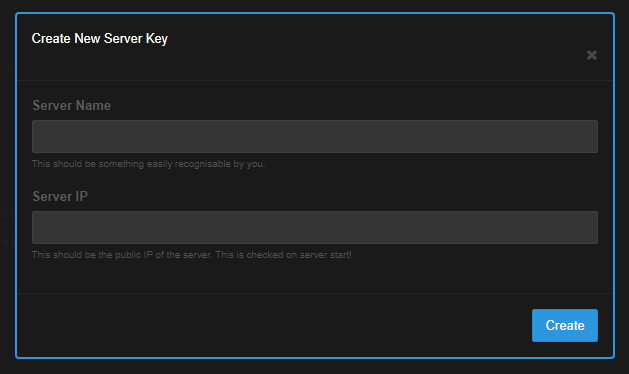 Create New Server Key
Server Name
This should be something easily recognisable by you.
Server IP
This should be the public IP of the server. This is checked on server start!
Create